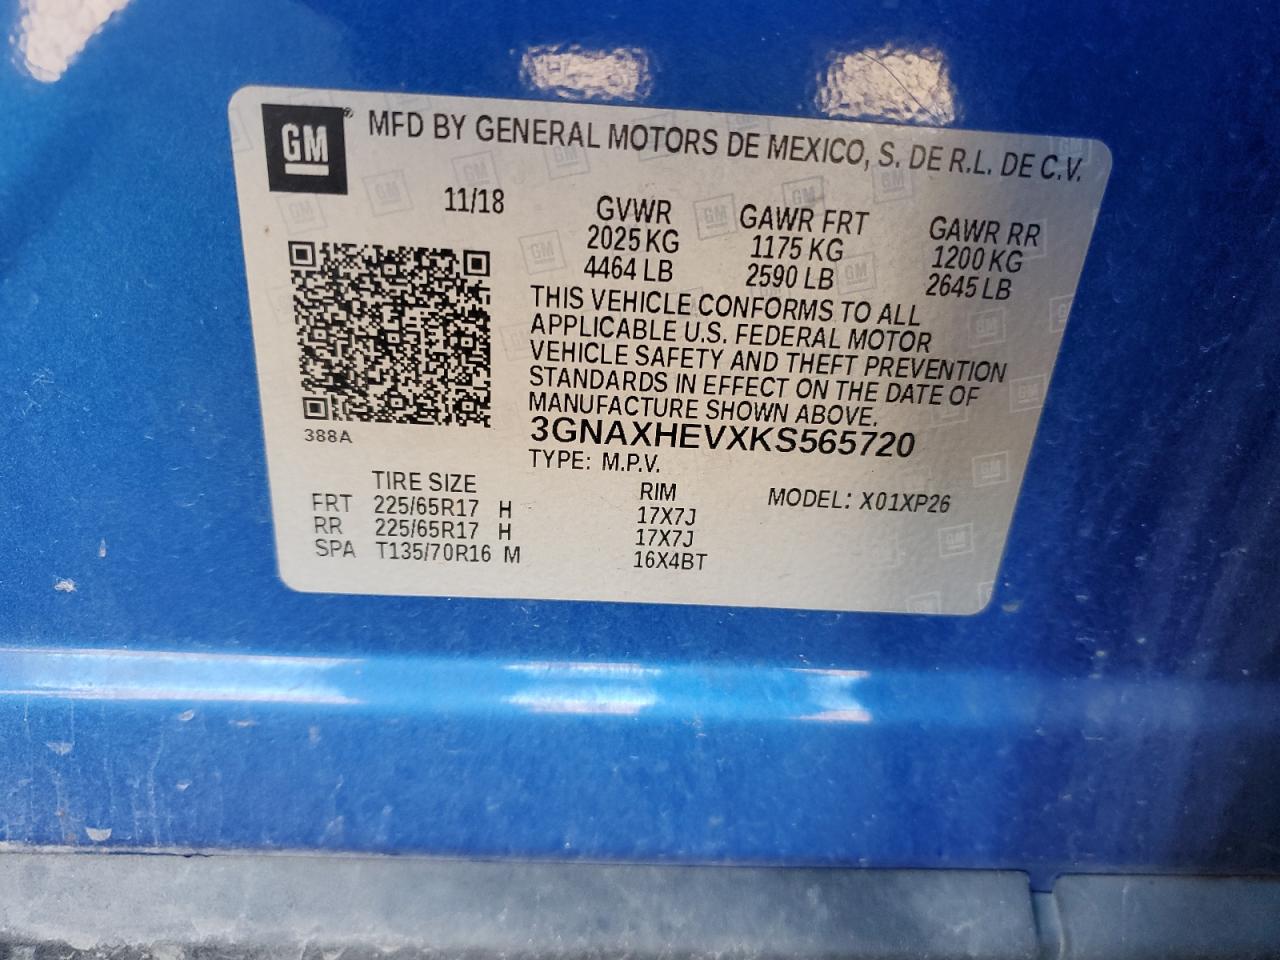 GM ® MFD BY GENERAL MOTORS DE MEXICO, S. DE R.L. DE C.V.
11/18 GVWR GAWR FRT GAWR RR
2025 KG 1175 KG 1200 KG
4464 LB 2590 LB 2645 LB
THIS VEHICLE CONFORMS TO ALL
APPLICABLE U.S. FEDERAL MOTOR
VEHICLE SAFETY AND THEFT PREVENTION
STANDARDS IN EFFECT ON THE DATE OF
MANUFACTURE SHOWN ABOVE.
388A
3GNAXHEVXKS565720
TYPE: M.P.V.
TIRE SIZE RIM MODEL: X01XP26
FRT 225/65R17 H 17X7J
RR 225/65R17 H 17X7J
SPA T135/70R16 M 16X4BT